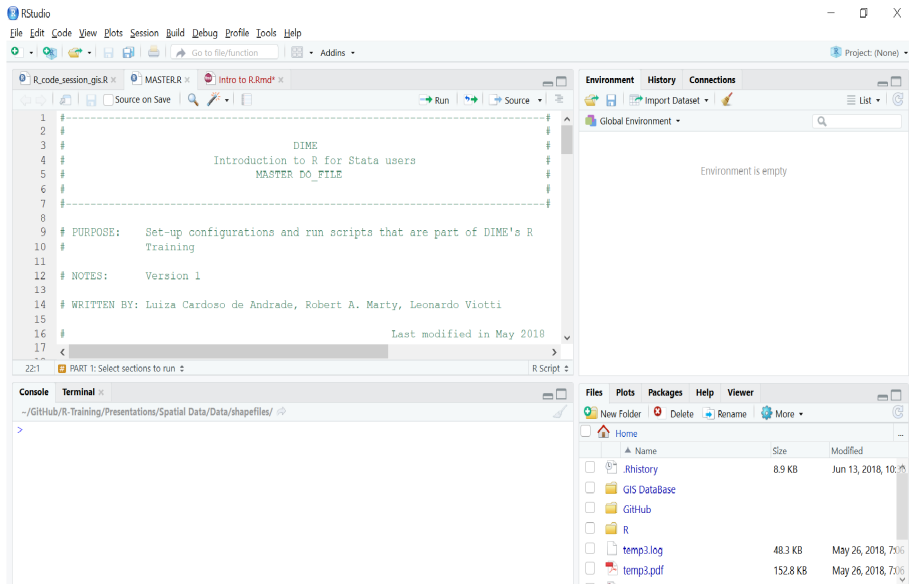 RStudio
File Edit Code View Plots Session Build Debug Profile Tools Help
Go to file/function Addins Project: (None)
R_code_session_gis.R MASTER.R Intro to R.Rmd*
Source on Save Run Source
1 #------------------------------------------------------------------------------#
2 # #
3 # DIME #
4 # Introduction to R for Stata users #
5 # MASTER DO_FILE #
6 # #
7 #------------------------------------------------------------------------------#
8
9 # PURPOSE: Set-up configurations and run scripts that are part of DIME's R
10 # Training
11
12 # NOTES: Version 1
13
14 # WRITTEN BY: Luiza Cardoso de Andrade, Robert A. Marty, Leonardo Viotti
15
16 # Last modified in May 2018
17
22:1 # PART 1: Select sections to run R Script
Console Terminal
~/GitHub/R-Training/Presentations/Spatial Data/Data/shapefiles/
>
Environment History Connections
Import Dataset List
Global Environment
Environment is empty
Files Plots Packages Help Viewer
New Folder Delete Rename More
Home ...
Name Size Modified
.Rhistory 8.9 KB Jun 13, 2018, 10:
GIS DataBase
GitHub
R
temp3.log 48.3 KB May 26, 2018, 7:06
temp3.pdf 152.8 KB May 26, 2018, 7:06